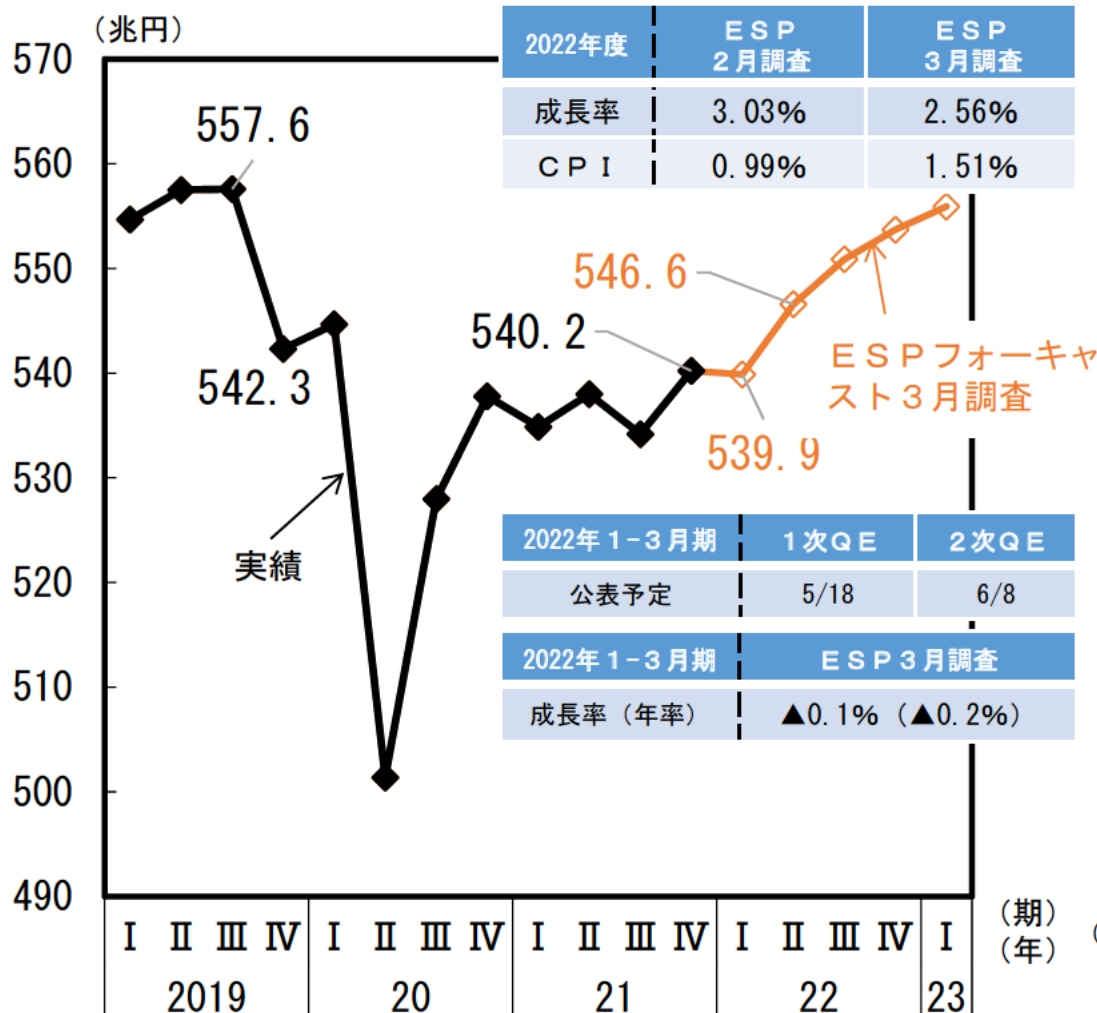 （兆円）
570
560
550
540
530
520
510
500
490
2022年度 ＥＳＰ２月調査 ＥＳＰ３月調査
成長率 3.03% 2.56%
ＣＰＩ 0.99% 1.51%
557.6
542.3
546.6
540.2
539.9
ＥＳＰフォーキャ
スト３月調査
実績
2022年１-３月期 １次ＱＥ ２次ＱＥ
公表予定 5/18 6/8
2022年１-３月期 ＥＳＰ３月調査
成長率（年率） ▲0.1%（▲0.2%）
Ⅰ Ⅱ Ⅲ Ⅳ Ⅰ Ⅱ Ⅲ Ⅳ Ⅰ Ⅱ Ⅲ Ⅳ Ⅰ Ⅱ Ⅲ Ⅳ Ⅰ （期）
2019 20 21 22 23 （年）
（